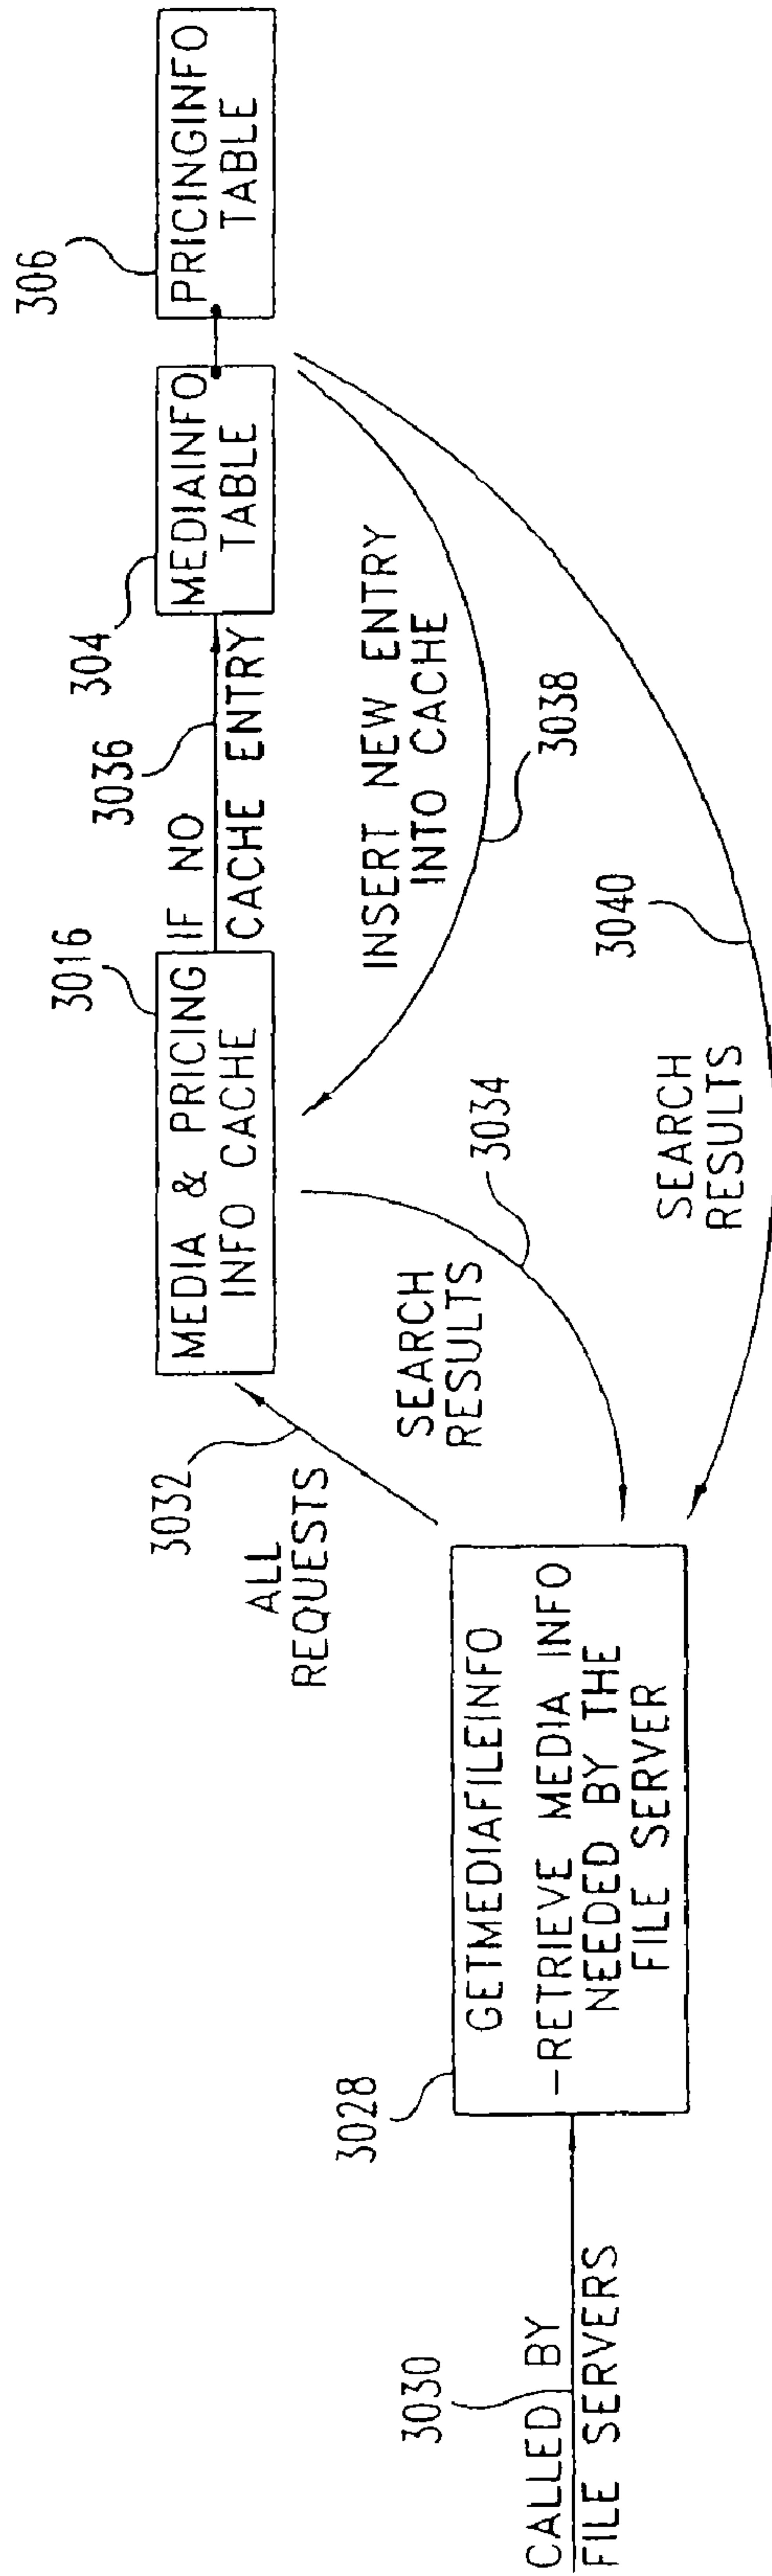 CALLED BY
FILE SERVERS
3030
3028
GETMEDIAFILEINFO
-RETRIEVE MEDIA INFO
NEEDED BY THE
FILE SERVER
ALL
REQUESTS
3032
MEDIA & PRICING
INFO CACHE
3016
SEARCH
RESULTS
3034
IF NO
CACHE ENTRY
3036
304
MEDIAINFO
TABLE
306
PRICINGINFO
TABLE
INSERT NEW ENTRY
INTO CACHE
3038
3040
SEARCH
RESULTS